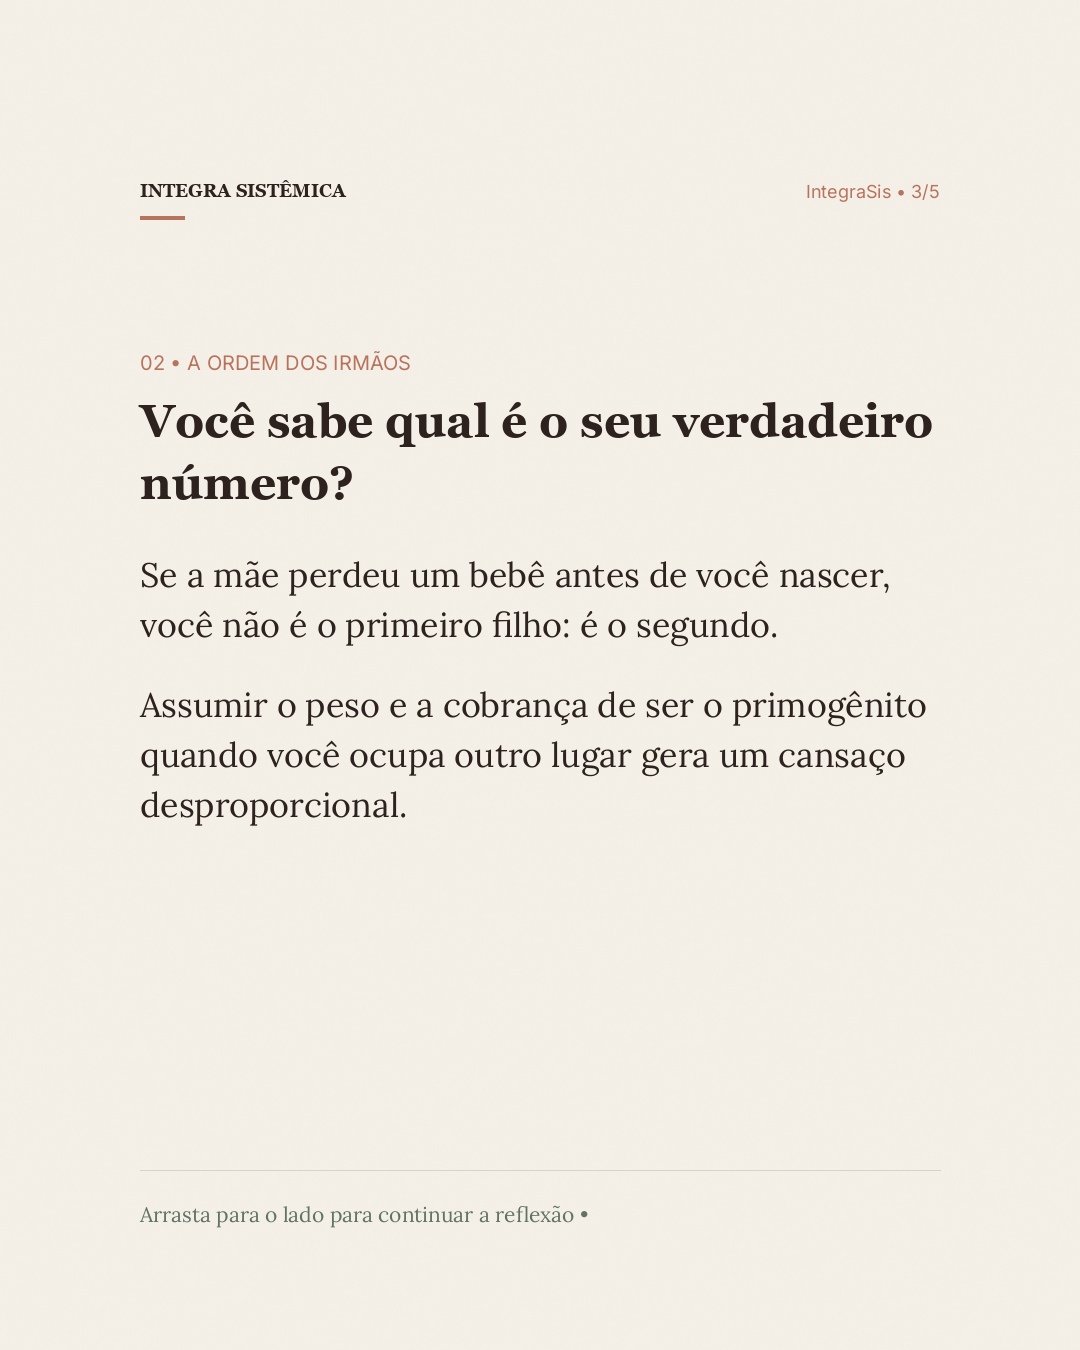 INTEGRA SISTÊMICA
IntegraSis • 3/5
02 • A ORDEM DOS IRMÃOS
Você sabe qual é o seu verdadeiro
número?
Se a mãe perdeu um bebê antes de você nascer,
você não é o primeiro filho: é o segundo.
Assumir o peso e a cobrança de ser o primogênito
quando você ocupa outro lugar gera um cansaço
desproporcional.
Arrasta para o lado para continuar a reflexão •